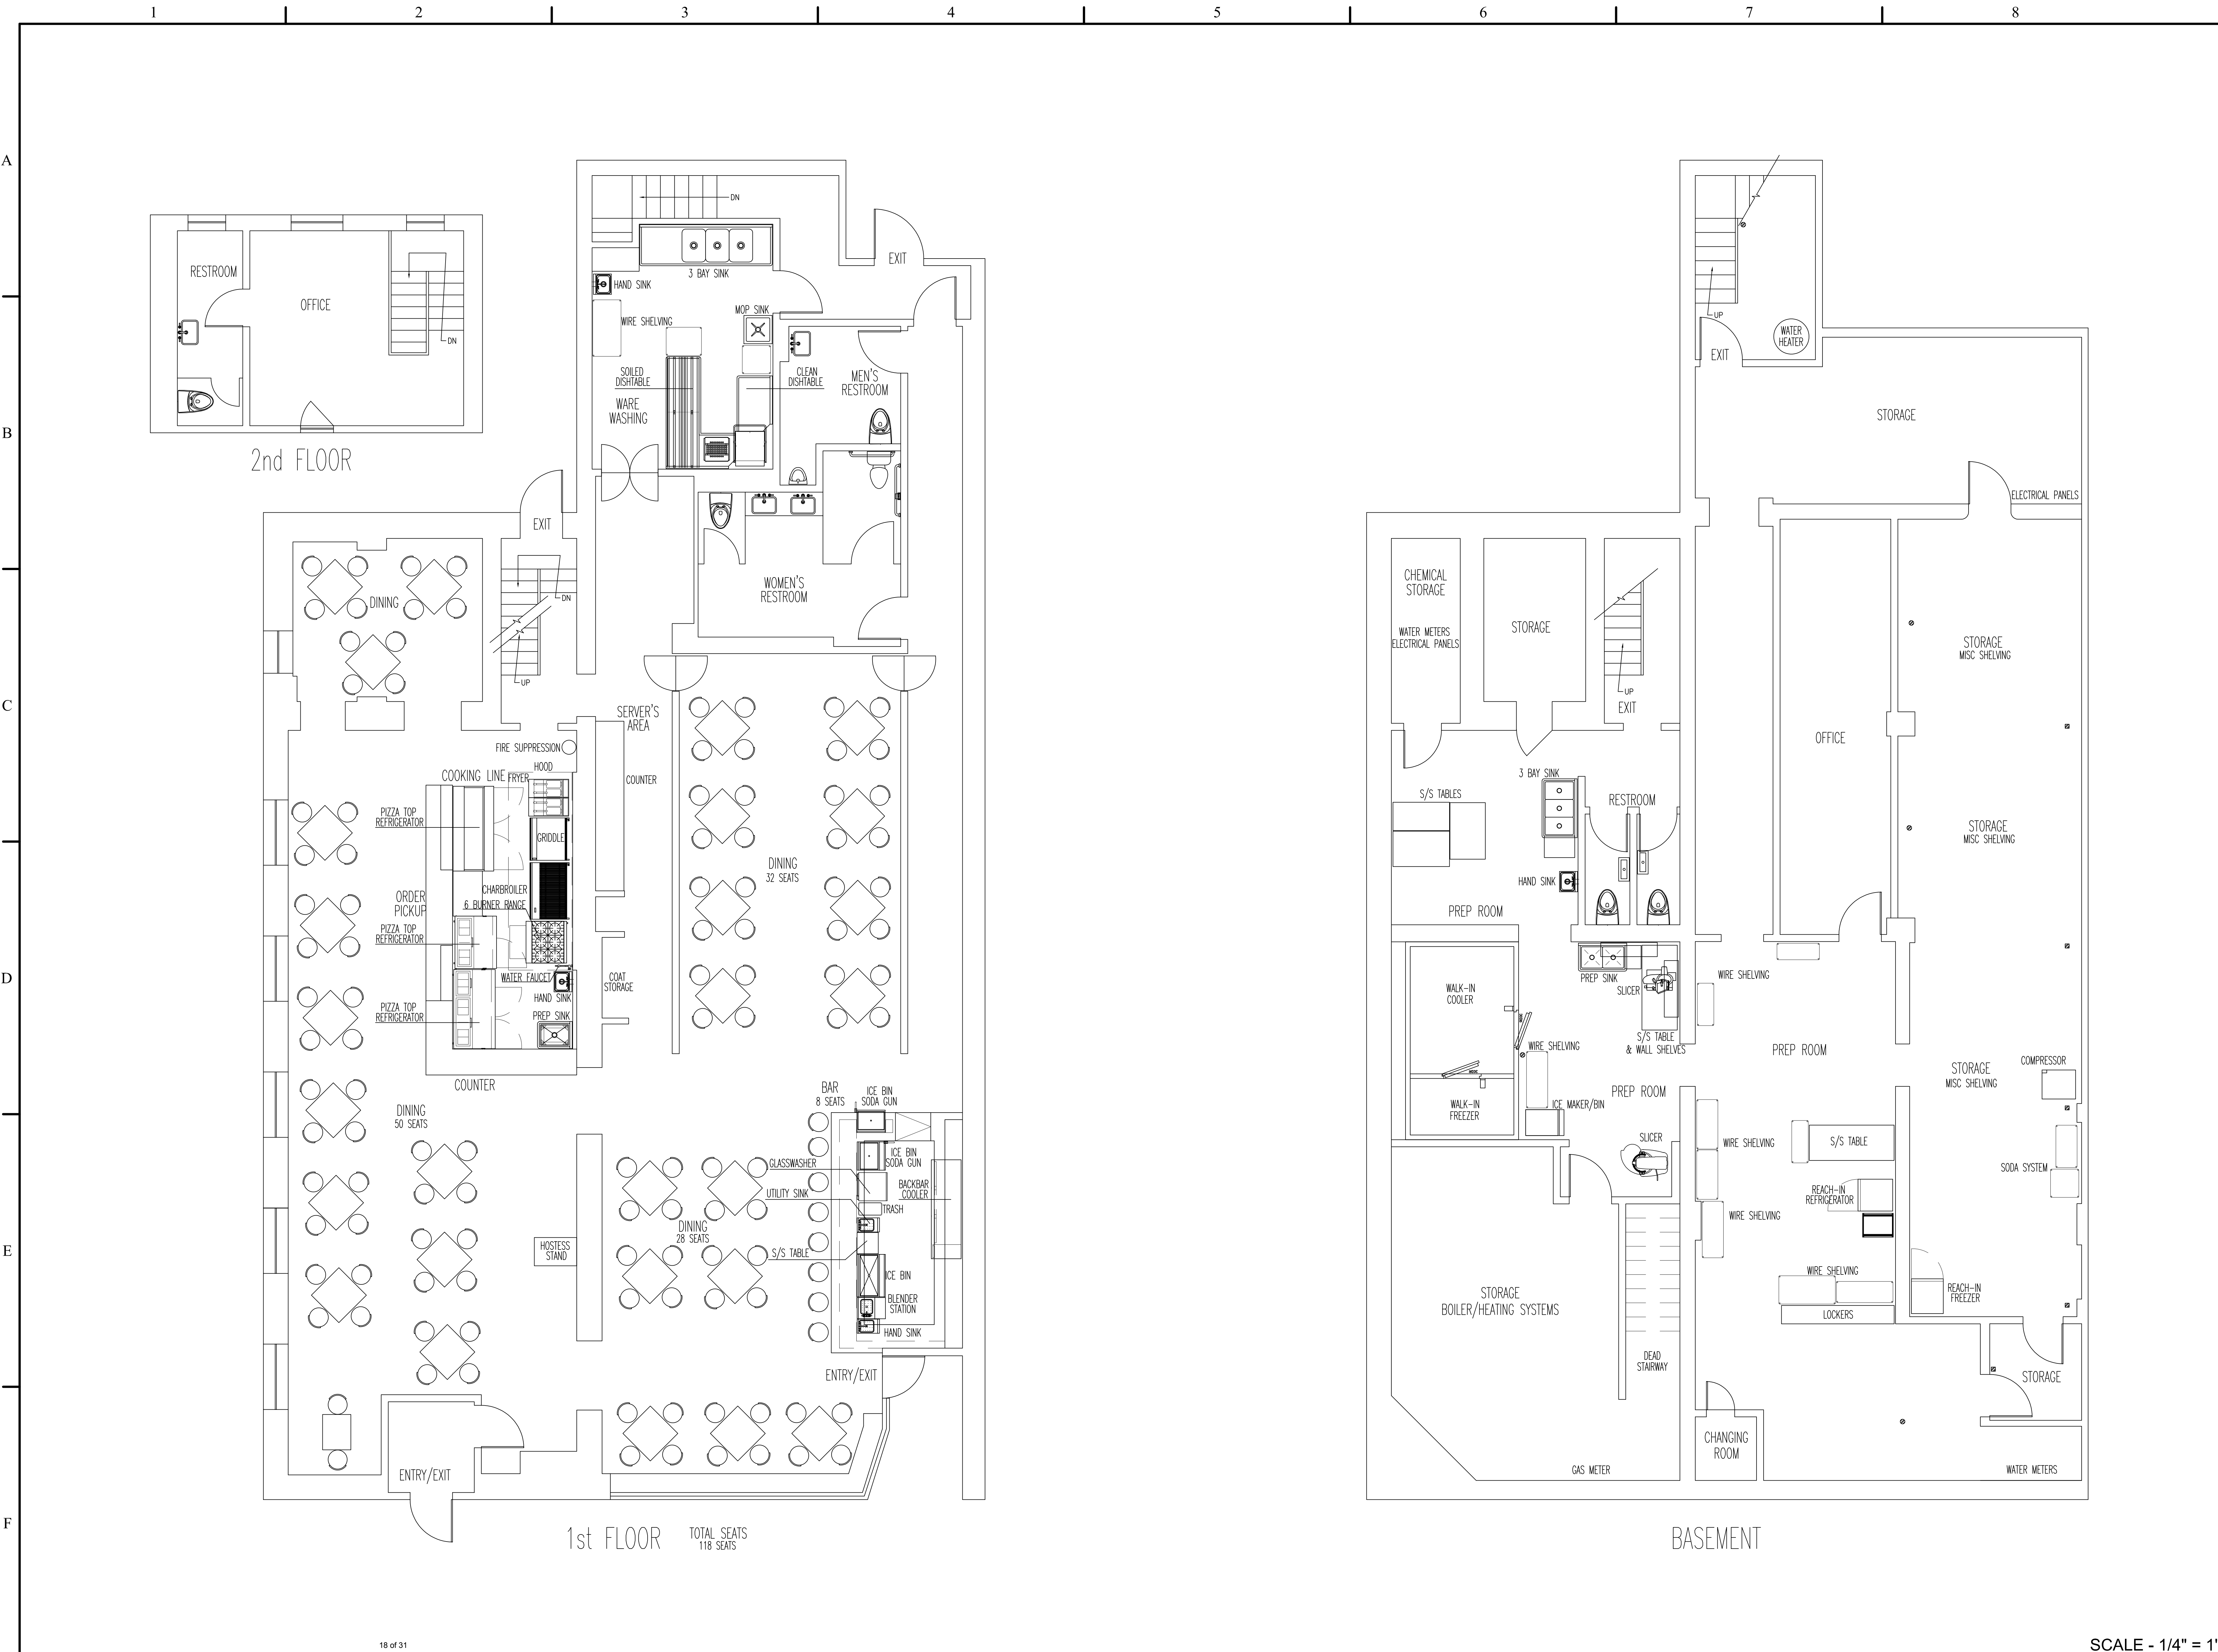 1 2 3 4 5 6 7 8
A
B
C
D
E
F
RESTROOM
OFFICE
DN
2nd FLOOR
DN
EXIT
3 BAY SINK
HAND SINK
MOP SINK
WIRE SHELVING
SOILED
DISHTABLE
CLEAN
DISHTABLE
MEN'S
RESTROOM
WARE
WASHING
EXIT
WOMEN'S
RESTROOM
DN
UP
DINING
SERVER'S
AREA
FIRE SUPPRESSION
HOOD
COOKING LINE
FRYER
COUNTER
PIZZA TOP
REFRIGERATOR
GRIDDLE
CHARBROILER
ORDER
PICKUP
6 BURNER RANGE
PIZZA TOP
REFRIGERATOR
WATER FAUCET
HAND SINK
COAT
STORAGE
PIZZA TOP
REFRIGERATOR
PREP SINK
DINING
32 SEATS
COUNTER
DINING
50 SEATS
BAR
8 SEATS
ICE BIN
SODA GUN
ICE BIN
SODA GUN
GLASSWASHER
BACKBAR
COOLER
UTILITY SINK
TRASH
DINING
28 SEATS
S/S TABLE
HOSTESS
STAND
ICE BIN
BLENDER
STATION
HAND SINK
ENTRY/EXIT
ENTRY/EXIT
1st FLOOR
TOTAL SEATS
118 SEATS
UP
EXIT
WATER
HEATER
STORAGE
ELECTRICAL PANELS
CHEMICAL
STORAGE
WATER METERS
ELECTRICAL PANELS
STORAGE
UP
EXIT
STORAGE
MISC SHELVING
OFFICE
3 BAY SINK
S/S TABLES
RESTROOM
STORAGE
MISC SHELVING
HAND SINK
PREP ROOM
PREP SINK
WIRE SHELVING
WALK-IN
COOLER
SLICER
S/S TABLE
& WALL SHELVES
WIRE SHELVING
PREP ROOM
COMPRESSOR
STORAGE
MISC SHELVING
PREP ROOM
WALK-IN
FREEZER
ICE MAKER/BIN
SLICER
WIRE SHELVING
S/S TABLE
SODA SYSTEM
REACH-IN
REFRIGERATOR
WIRE SHELVING
WIRE SHELVING
REACH-IN
FREEZER
LOCKERS
STORAGE
BOILER/HEATING SYSTEMS
DEAD
STAIRWAY
STORAGE
CHANGING
ROOM
GAS METER
WATER METERS
BASEMENT
18 of 31
SCALE - 1/4" = 1'